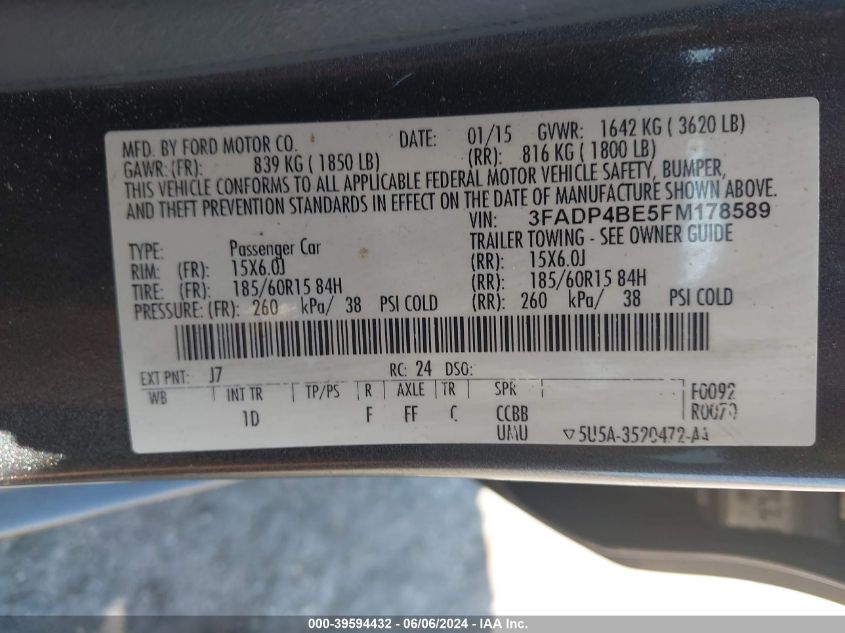 MFD. BY FORD MOTOR CO. DATE: 01/15 GVWR: 1642 KG ( 3620 LB)
GAWR: (FR): 839 KG ( 1850 LB) (RR): 816 KG ( 1800 LB)
THIS VEHICLE CONFORMS TO ALL APPLICABLE FEDERAL MOTOR VEHICLE SAFETY, BUMPER,
AND THEFT PREVENTION STANDARDS IN EFFECT ON THE DATE OF MANUFACTURE SHOWN ABOVE.
VIN: 3FADP4BE5FM178589
TYPE: Passenger Car TRAILER TOWING - SEE OWNER GUIDE
RIM: (FR): 15X6.0J (RR): 15X6.0J
TIRE: (FR): 185/60R15 84H (RR): 185/60R15 84H
PRESSURE: (FR): 260 kPa/ 38 PSI COLD (RR): 260 kPa/ 38 PSI COLD
EXT PNT: J7 RC: 24 DSO:
WB INT TR TP/PS R AXLE TR SPR F0092
1D F FF C CCBB R0079
UMU ▽5U5A-3520472-AA
000-39594432 - 06/06/2024 - IAA Inc.